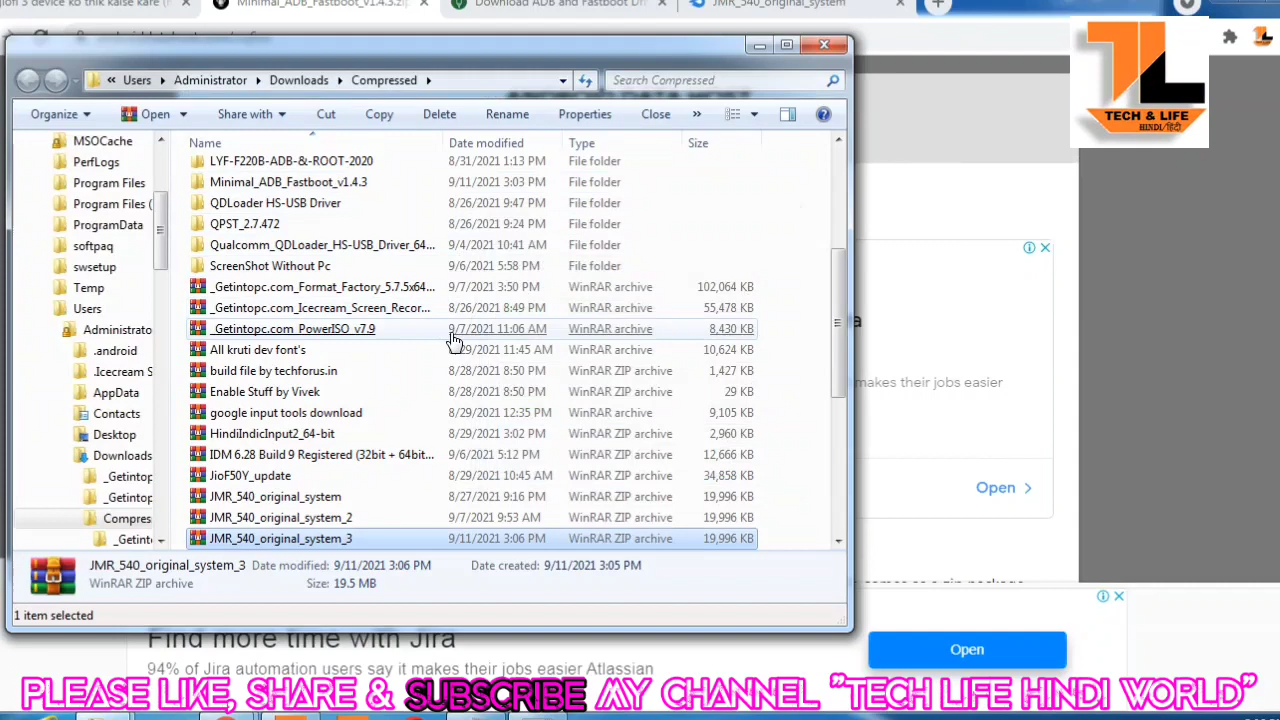 giofi 3 device ko thik kaise kare (
Minimal_ADB_Fastboot_v1.4.3.zip
Download ADB and Fastboot Dri
JMR_540_original_system
TECH & LIFE
HINDI/हिंदी
« Users Administrator Downloads Compressed
Search Compressed
Organize Open Share with Cut Copy Delete Rename Properties Close »
Name Date modified Type Size
MSOCache
PerfLogs
Program Files
Program Files (
ProgramData
softpaq
swsetup
Temp
Users
Administrato
.android
.Icecream S
AppData
Contacts
Desktop
Downloads
_Getintop
_Getintop
Compres
_Getint
LYF-F220B-ADB-&-ROOT-2020 8/31/2021 1:13 PM File folder
Minimal_ADB_Fastboot_v1.4.3 9/11/2021 3:03 PM File folder
QDLoader HS-USB Driver 8/26/2021 9:47 PM File folder
QPST_2.7.472 8/26/2021 9:24 PM File folder
Qualcomm_QDLoader_HS-USB_Driver_64... 9/4/2021 10:41 AM File folder
ScreenShot Without Pc 9/6/2021 5:58 PM File folder
_Getintopc.com_Format_Factory_5.7.5x64... 9/7/2021 3:50 PM WinRAR archive 102,064 KB
_Getintopc.com_Icecream_Screen_Recor... 8/26/2021 8:49 PM WinRAR archive 55,478 KB
_Getintopc.com_PowerISO_v7.9 9/7/2021 11:06 AM WinRAR archive 8,430 KB
All kruti dev font's /29/2021 11:45 AM WinRAR archive 10,624 KB
build file by techforus.in 8/28/2021 8:50 PM WinRAR ZIP archive 1,427 KB
Enable Stuff by Vivek 8/28/2021 8:50 PM WinRAR ZIP archive 29 KB
google input tools download 8/29/2021 12:35 PM WinRAR archive 9,105 KB
HindiIndicInput2_64-bit 8/29/2021 3:02 PM WinRAR ZIP archive 2,960 KB
IDM 6.28 Build 9 Registered (32bit + 64bit... 9/6/2021 5:12 PM WinRAR ZIP archive 12,666 KB
JioF50Y_update 8/29/2021 10:45 AM WinRAR ZIP archive 34,858 KB
JMR_540_original_system 8/27/2021 9:16 PM WinRAR ZIP archive 19,996 KB
JMR_540_original_system_2 9/7/2021 9:53 AM WinRAR ZIP archive 19,996 KB
JMR_540_original_system_3 9/11/2021 3:06 PM WinRAR ZIP archive 19,996 KB
JMR_540_original_system_3 Date modified: 9/11/2021 3:06 PM Date created: 9/11/2021 3:05 PM
WinRAR ZIP archive Size: 19.5 MB
1 item selected
a
makes their jobs easier
Open >
Find more time with Jira
94% of Jira automation users say it makes their jobs easier Atlassian
Open
PLEASE LIKE, SHARE & SUBSCRIBE MY CHANNEL "TECH LIFE HINDI WORLD"